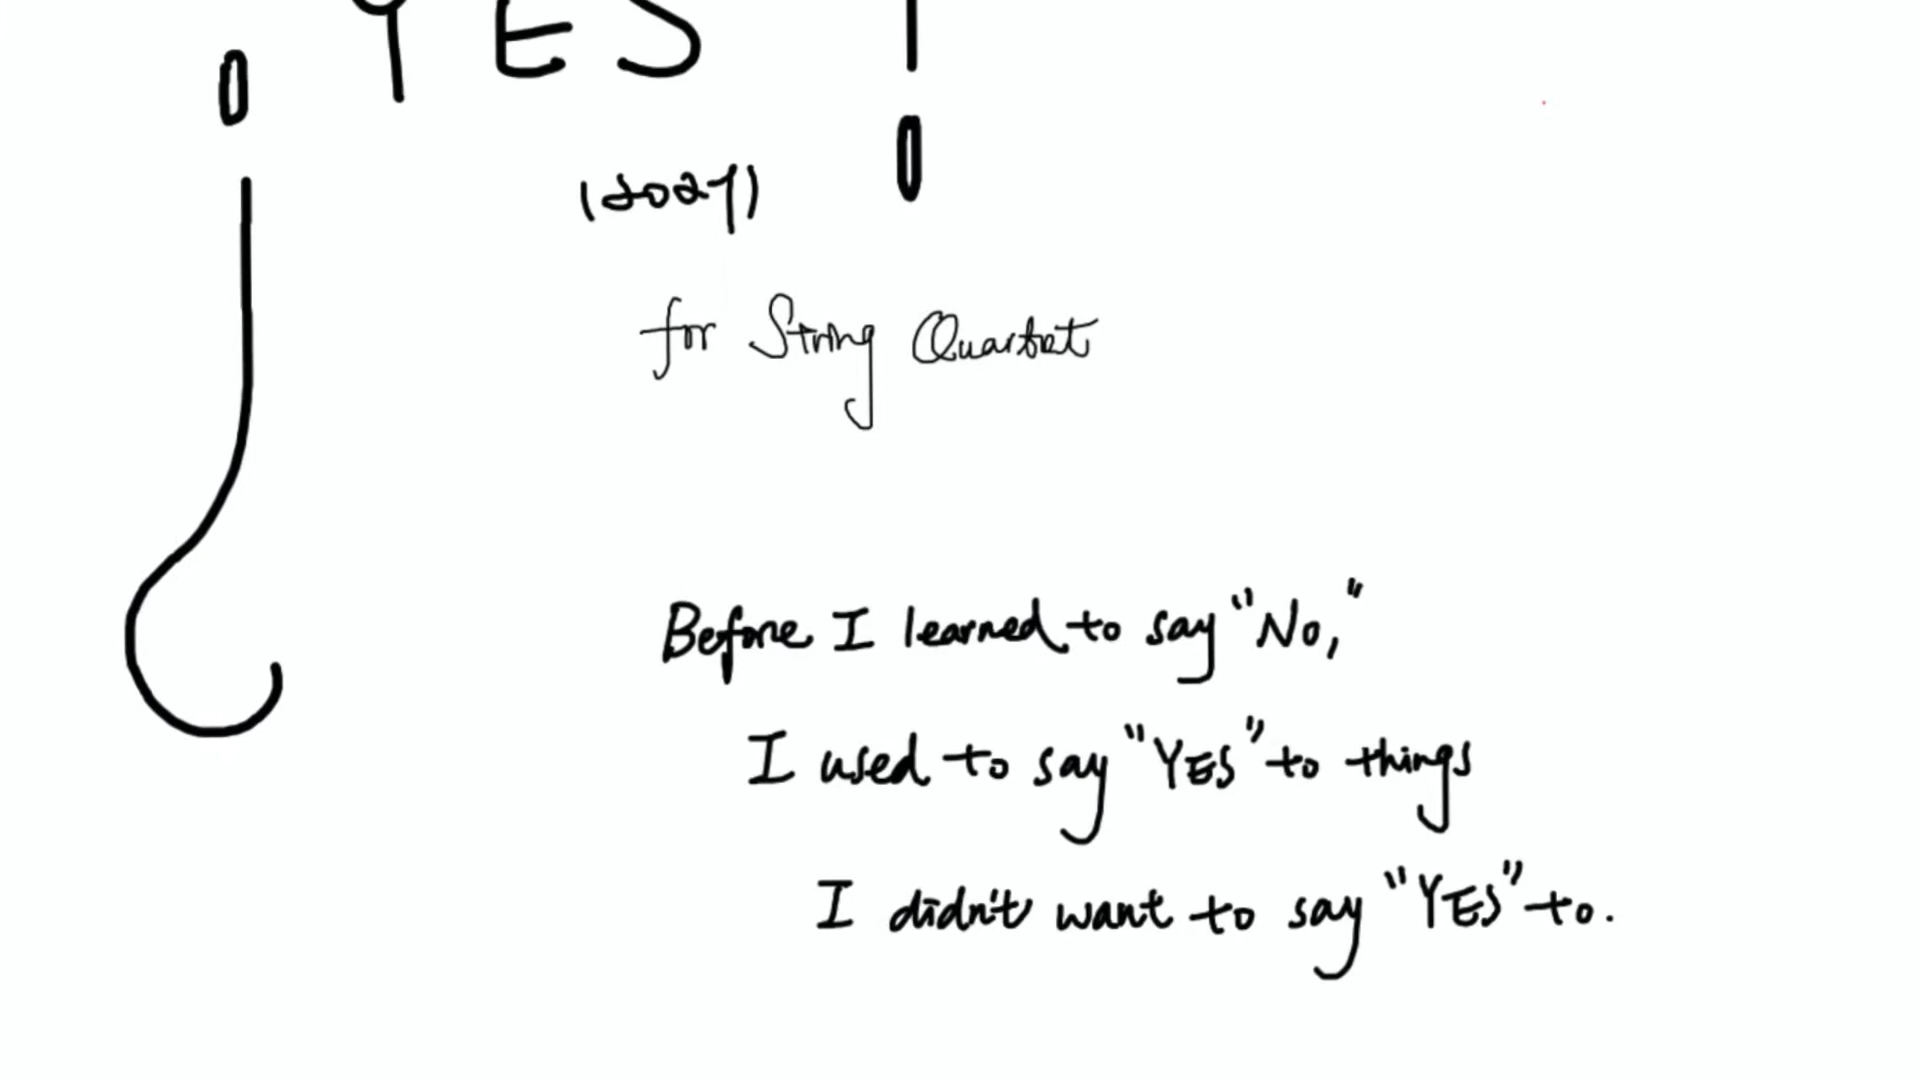 ¿YES!
(2021)
for String Quartet
Before I learned to say "No,"
I used to say "YES" to things
I didn't want to say "YES" to.